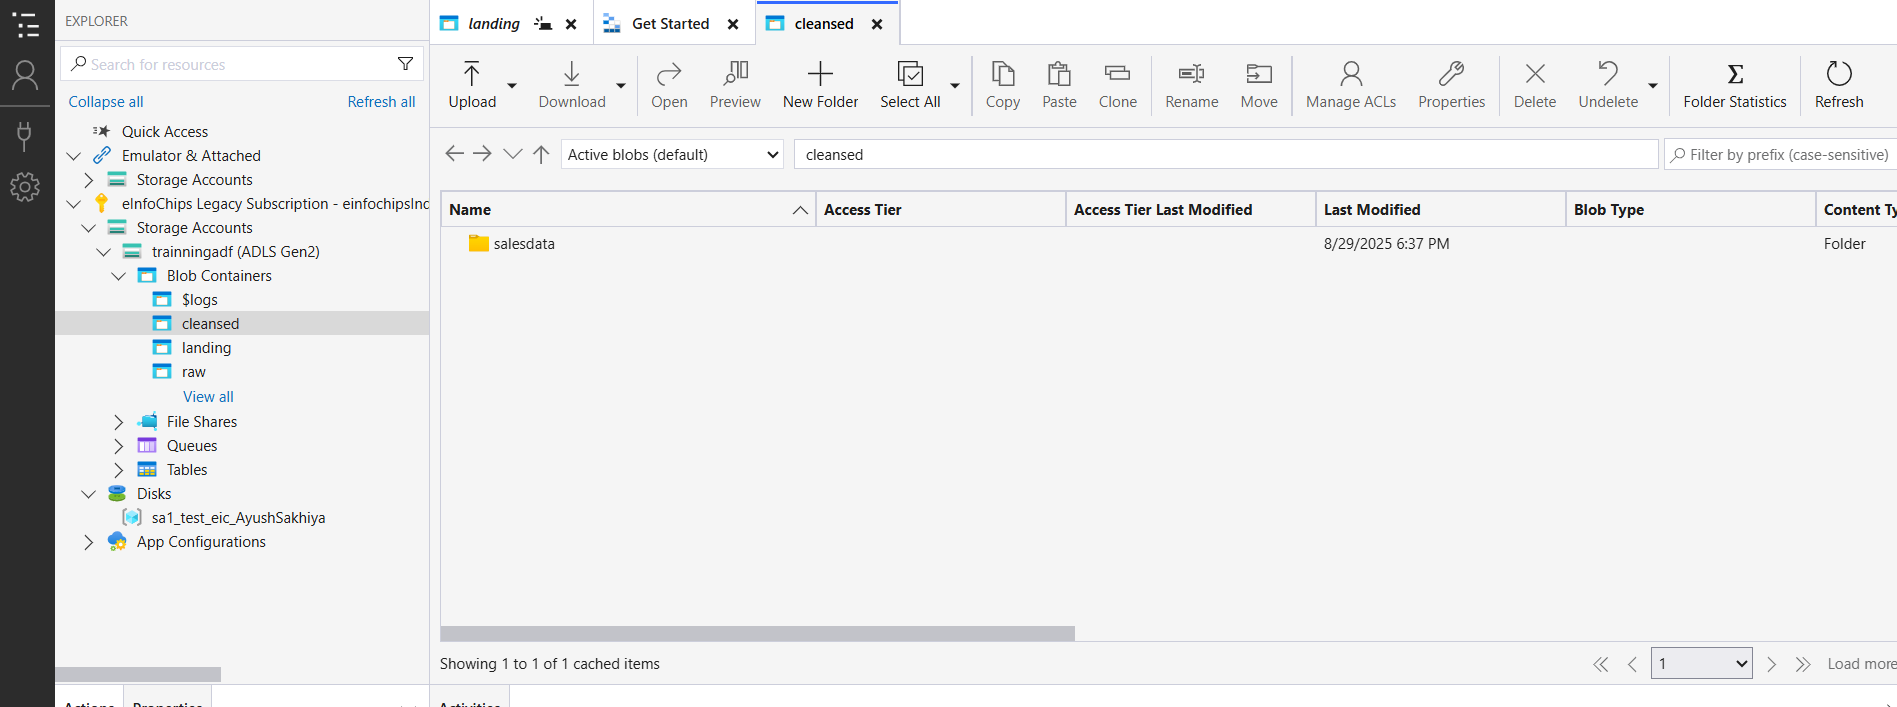 EXPLORER
Search for resources
Collapse all
Refresh all
Quick Access
Emulator & Attached
Storage Accounts
eInfoChips Legacy Subscription - einfochipsInd
Storage Accounts
trainningadf (ADLS Gen2)
Blob Containers
$logs
cleansed
landing
raw
View all
File Shares
Queues
Tables
Disks
sa1_test_eic_AyushSakhiya
App Configurations
Actions
Properties
landing
Get Started
cleansed
Upload
Download
Open
Preview
New Folder
Select All
Copy
Paste
Clone
Rename
Move
Manage ACLs
Properties
Delete
Undelete
Folder Statistics
Refresh
Active blobs (default)
cleansed
Filter by prefix (case-sensitive)
Name
Access Tier
Access Tier Last Modified
Last Modified
Blob Type
Content Ty
salesdata
8/29/2025 6:37 PM
Folder
Showing 1 to 1 of 1 cached items
1
Load more
Activities